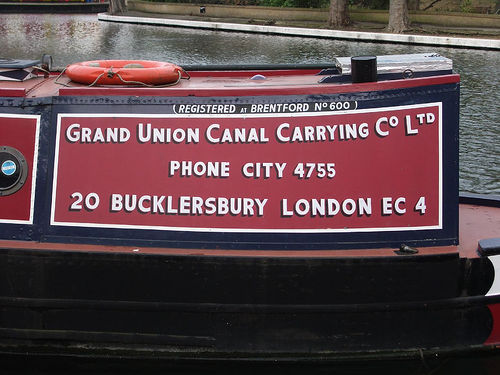 (REGISTERED AT BRENTFORD Nº 600)
GRAND UNION CANAL CARRYING Cº LTD
PHONE CITY 4755
20 BUCKLERSBURY LONDON EC 4